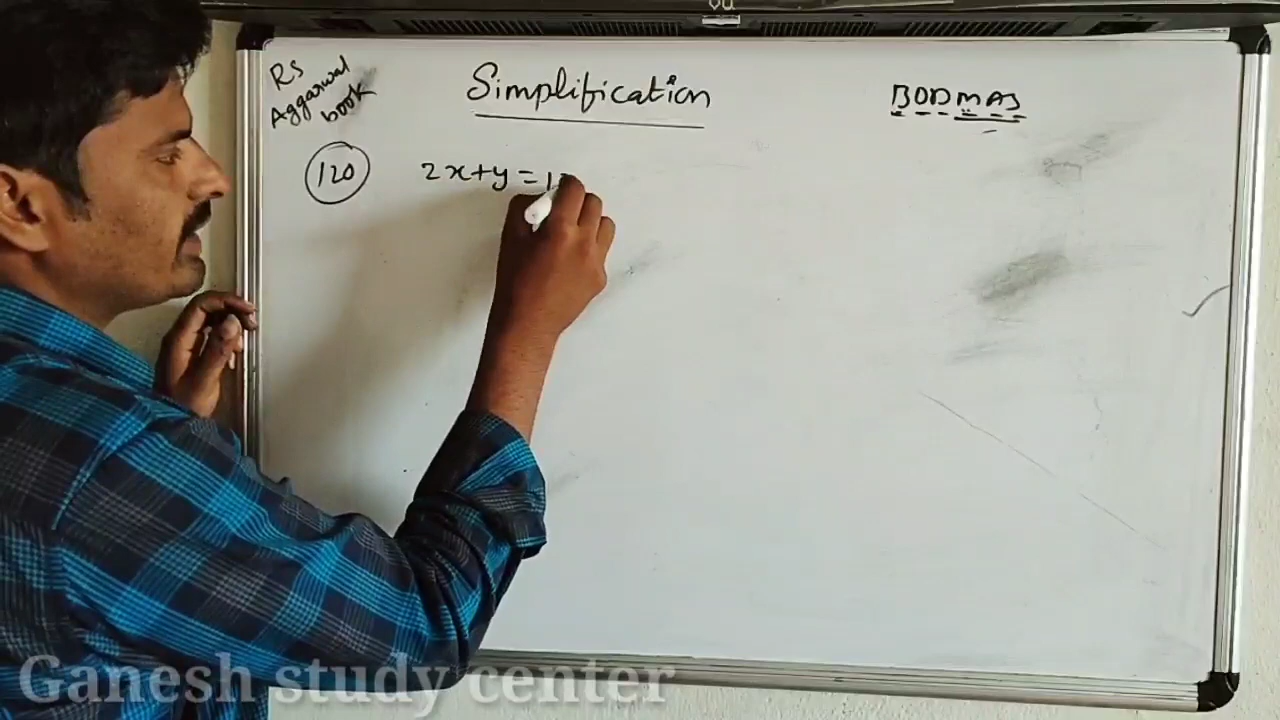 RS
Aggarwal
book
Simplification
BODMAS
120
2x+y=1
Ganesh study center